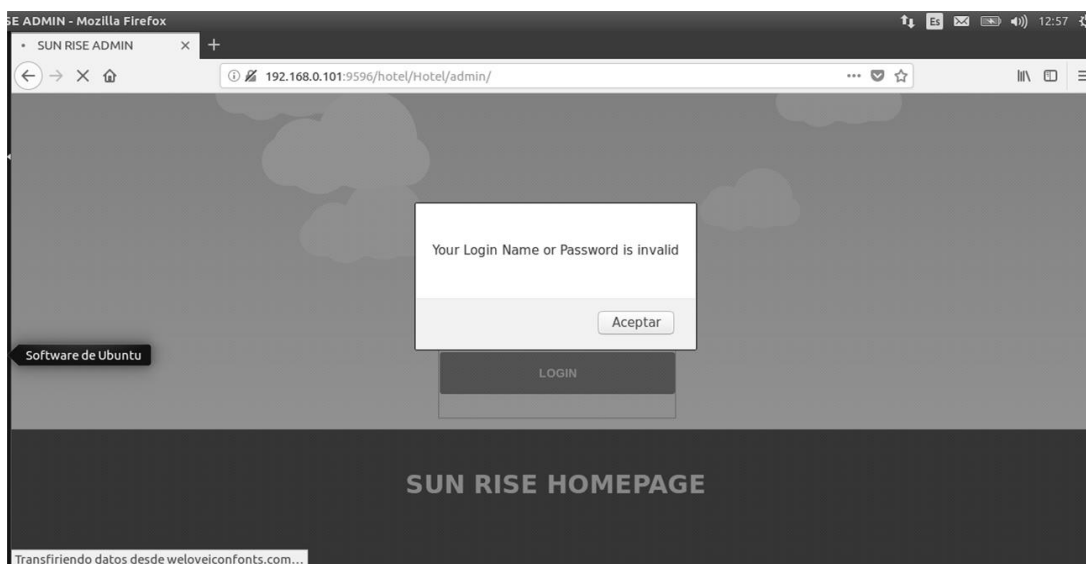 SE ADMIN - Mozilla Firefox
Es
12:57
SUN RISE ADMIN
192.168.0.101:9596/hotel/Hotel/admin/
Your Login Name or Password is invalid
Aceptar
Software de Ubuntu
LOGIN
SUN RISE HOMEPAGE
Transfiriendo datos desde weloveiconfonts.com...